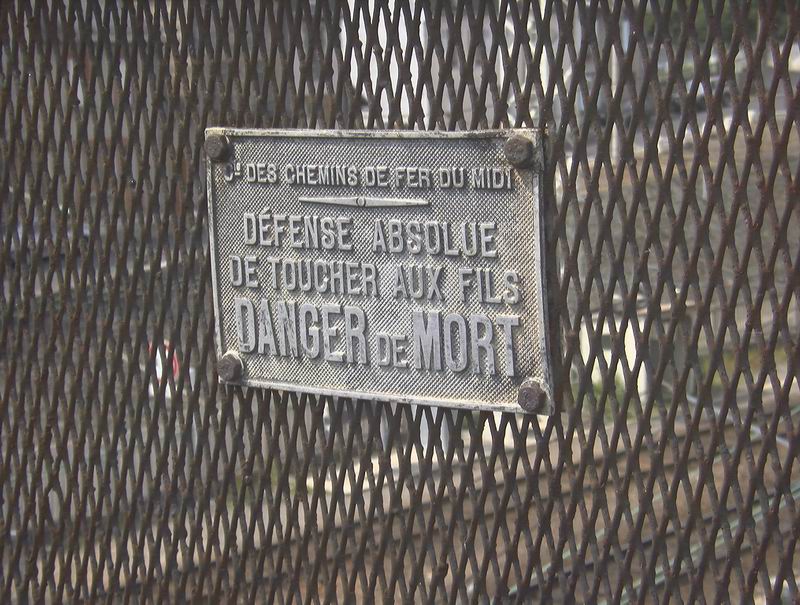 Cie DES CHEMINS DE FER DU MIDI
DÉFENSE ABSOLUE
DE TOUCHER AUX FILS
DANGER DE MORT